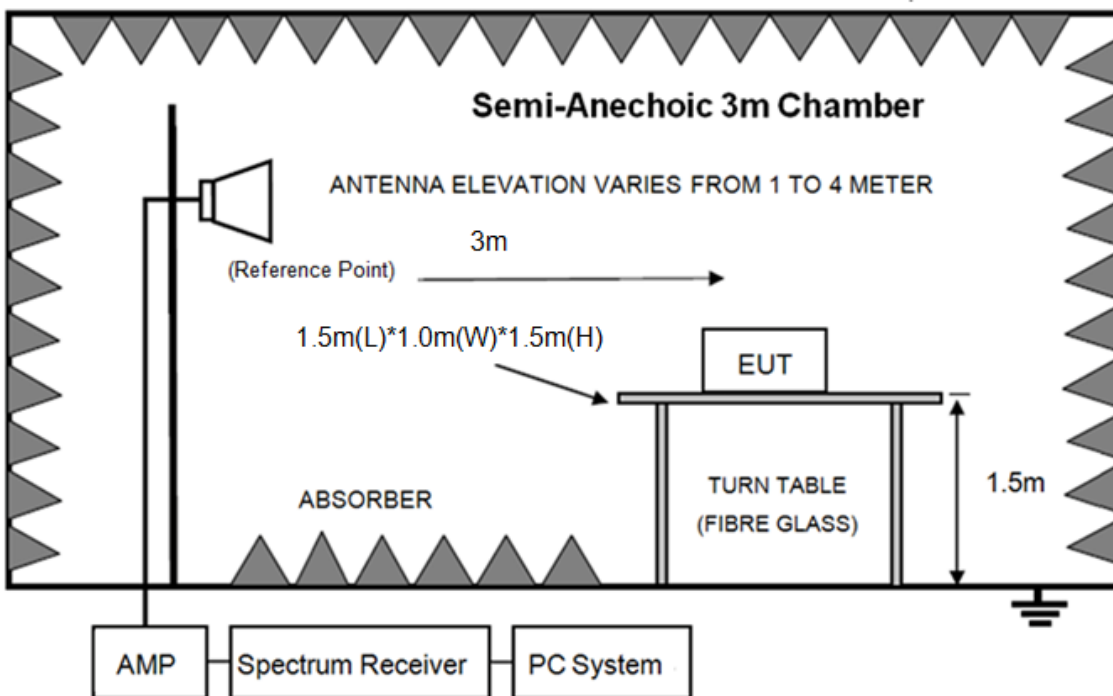 Semi-Anechoic 3m Chamber
ANTENNA ELEVATION VARIES FROM 1 TO 4 METER
3m
(Reference Point)
1.5m(L)*1.0m(W)*1.5m(H)
EUT
ABSORBER
TURN TABLE
(FIBRE GLASS)
1.5m
AMP
Spectrum Receiver
PC System